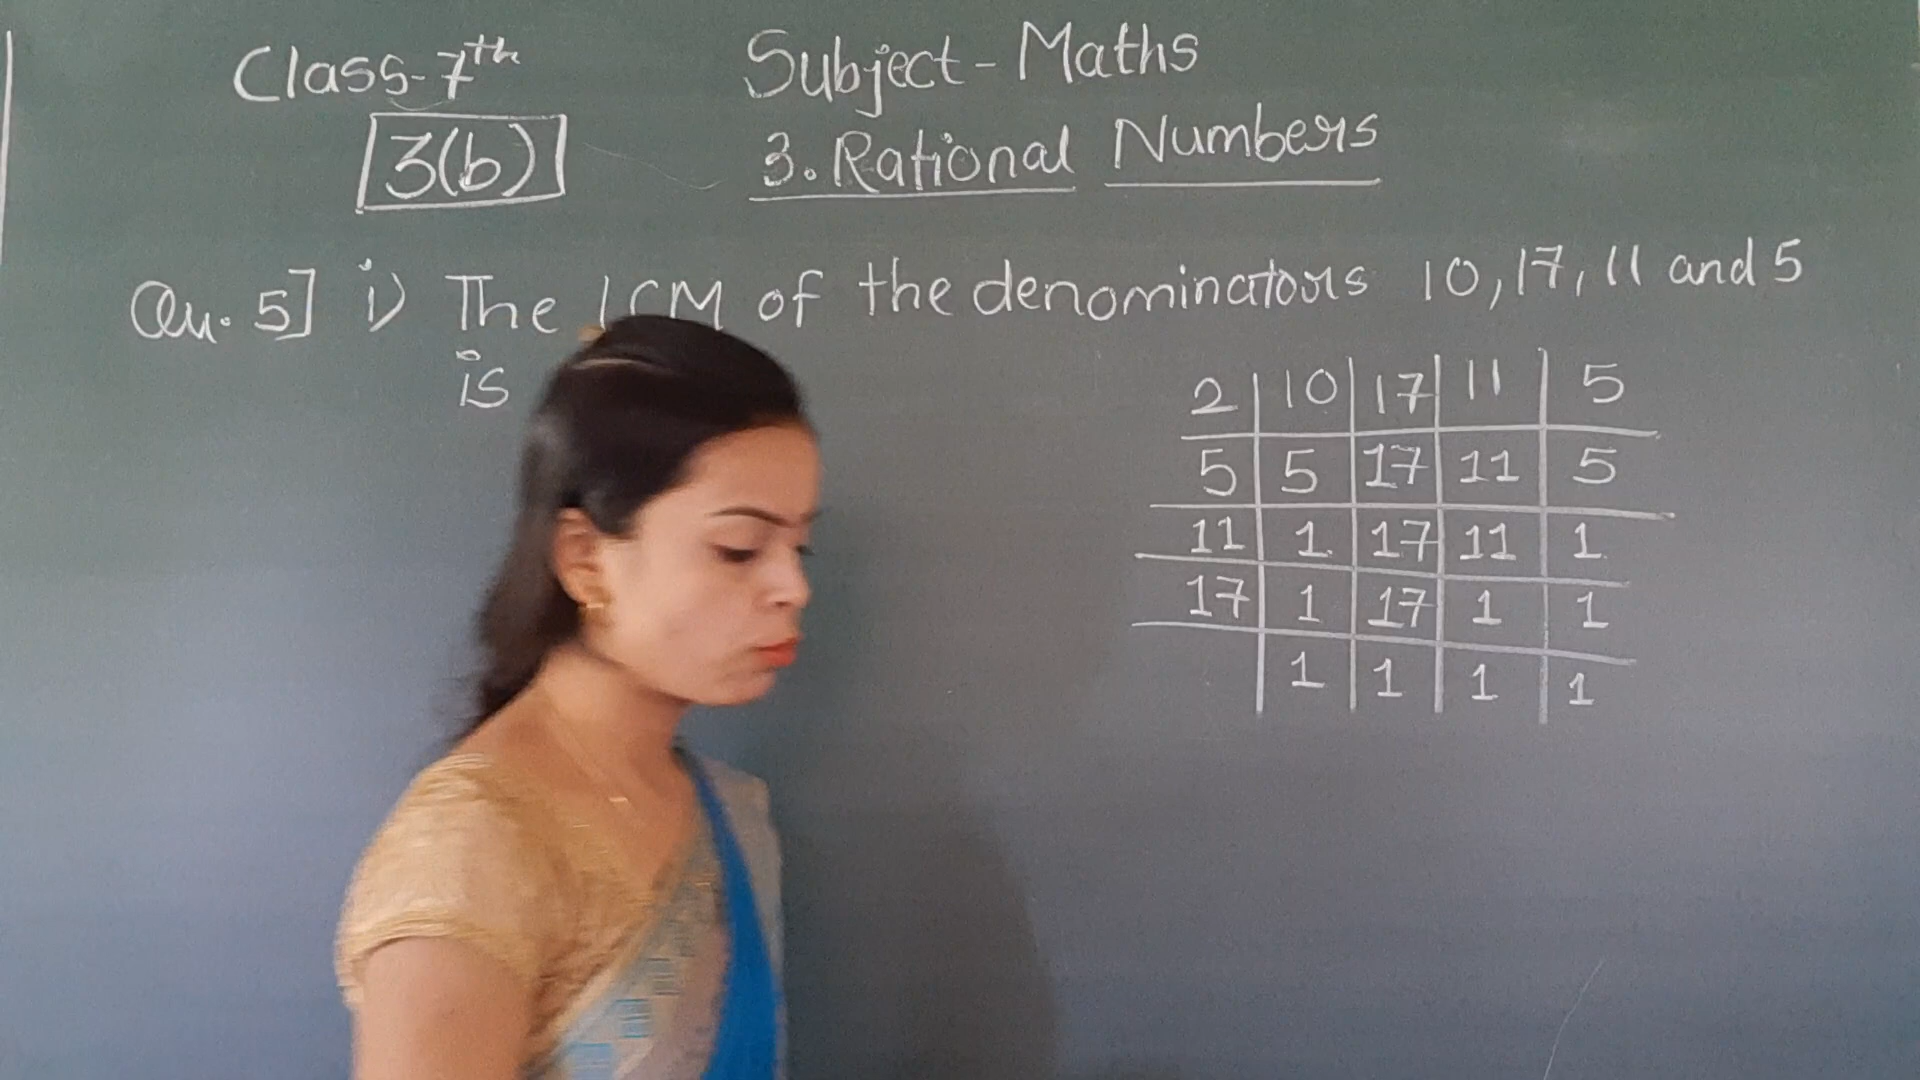 Class-7th Subject-Maths
3(b) 3. Rational Numbers
Qu. 5] i) The LCM of the denominators 10, 17, 11 and 5
is
2 10 17 11 5
5 5 17 11 5
11 1 17 11 1
17 1 17 1 1
1 1 1 1